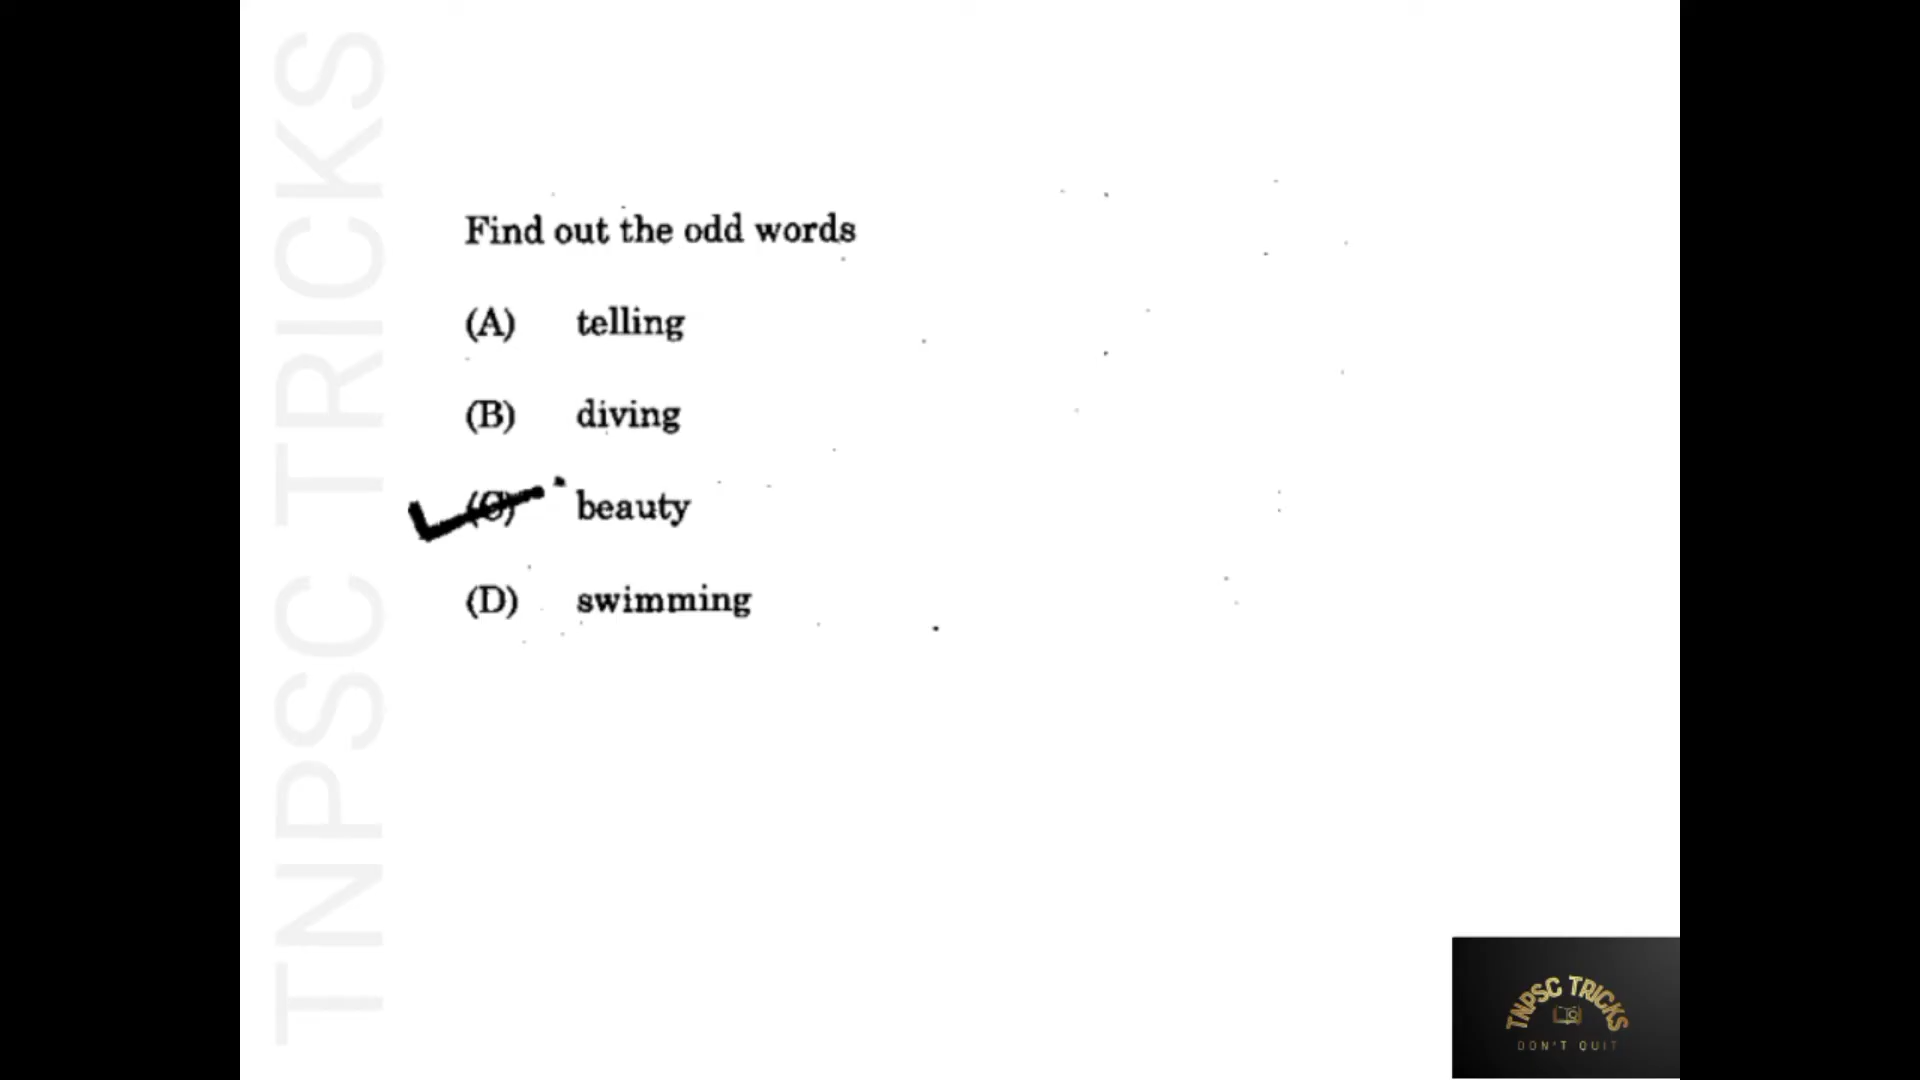 TNPSC TRICKS
Find out the odd words
(A) telling
(B) diving
(C) beauty
(D) swimming
TNPSC TRICKS
DON'T QUIT